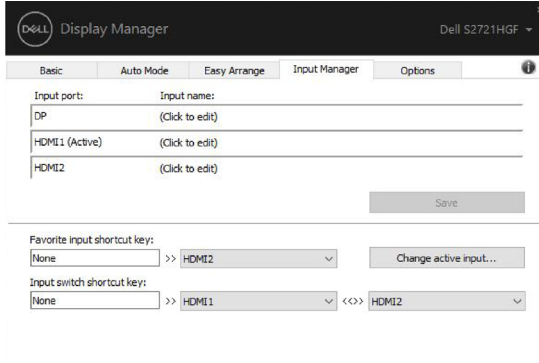 DELL Display Manager Dell S2721HGF
Basic Auto Mode Easy Arrange Input Manager Options
Input port: Input name:
DP (Click to edit)
HDMI1 (Active) (Click to edit)
HDMI2 (Click to edit)
Save
Favorite input shortcut key:
None >> HDMI2 Change active input...
Input switch shortcut key:
None >> HDMI1 <<>> HDMI2